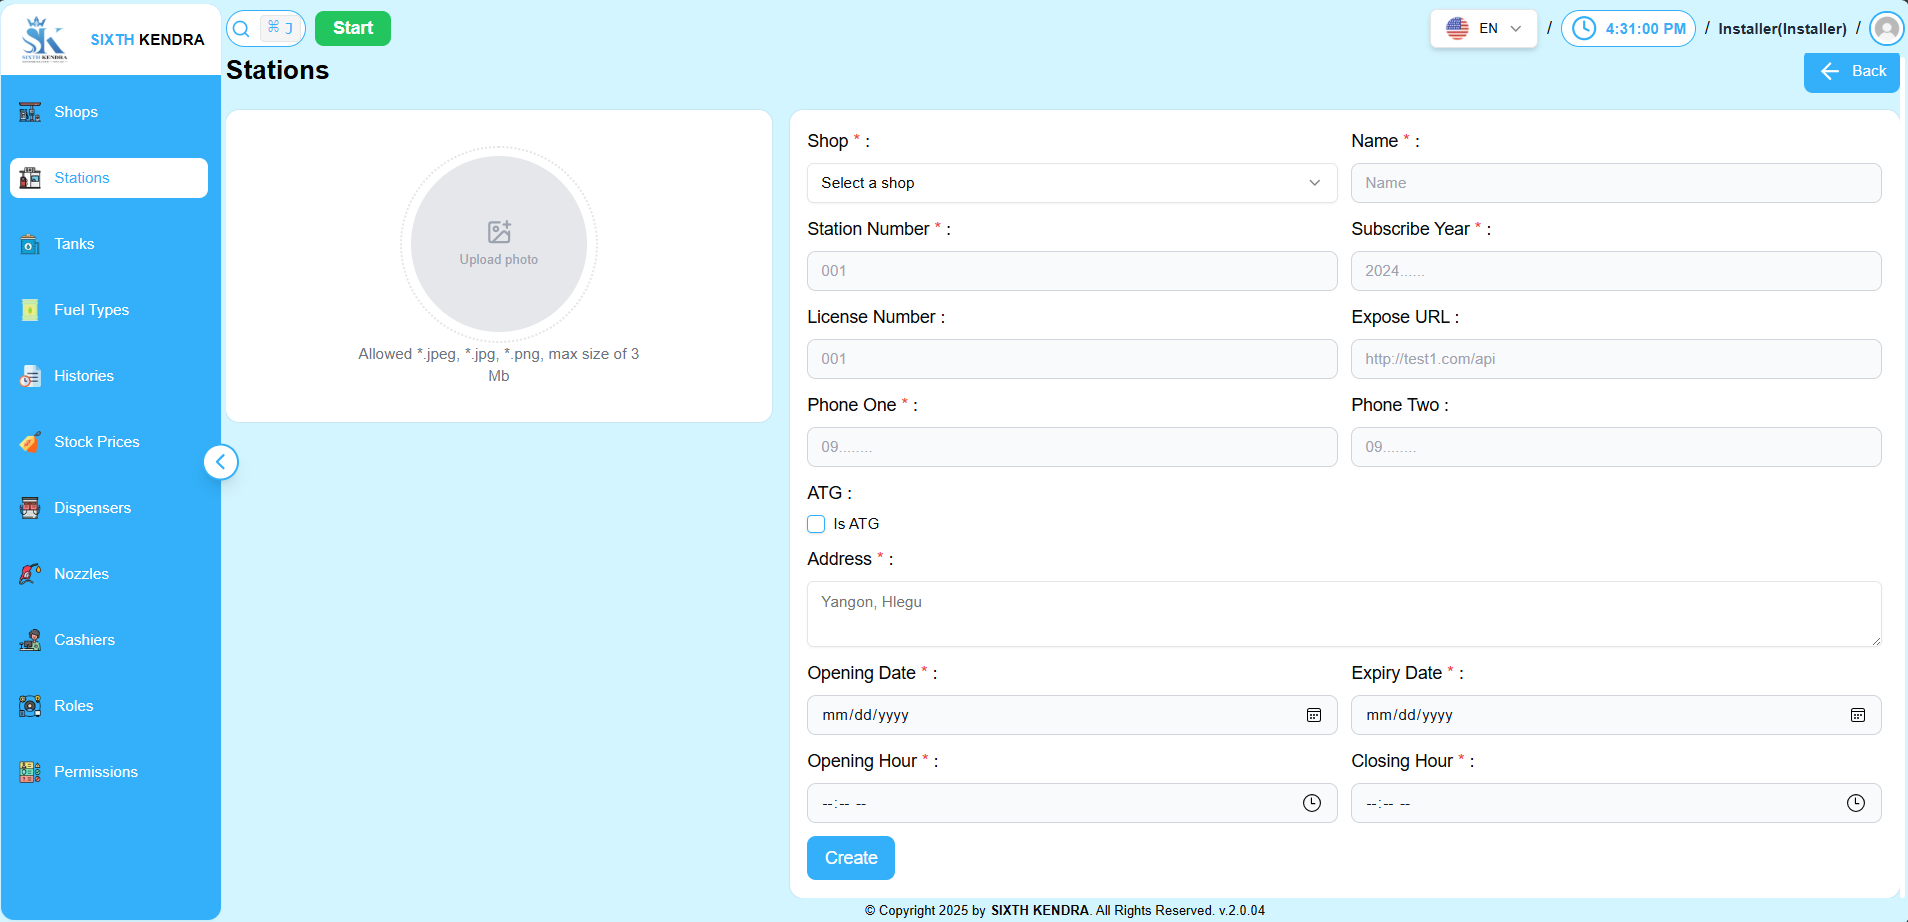 SIXTH KENDRA
SIXTH KENDRA
⌘ J
Start
EN
/
4:31:00 PM
/ Installer(Installer) /
Stations
Back
Shops
Stations
Tanks
Fuel Types
Histories
Stock Prices
Dispensers
Nozzles
Cashiers
Roles
Permissions
Upload photo
Allowed *.jpeg, *.jpg, *.png, max size of 3
Mb
Shop * :
Name * :
Select a shop
Name
Station Number * :
Subscribe Year * :
001
2024......
License Number :
Expose URL :
001
http://test1.com/api
Phone One * :
Phone Two :
09........
09........
ATG :
Is ATG
Address * :
Yangon, Hlegu
Opening Date * :
Expiry Date * :
mm/dd/yyyy
mm/dd/yyyy
Opening Hour * :
Closing Hour * :
--:-- --
--:-- --
Create
© Copyright 2025 by SIXTH KENDRA. All Rights Reserved. v.2.0.04